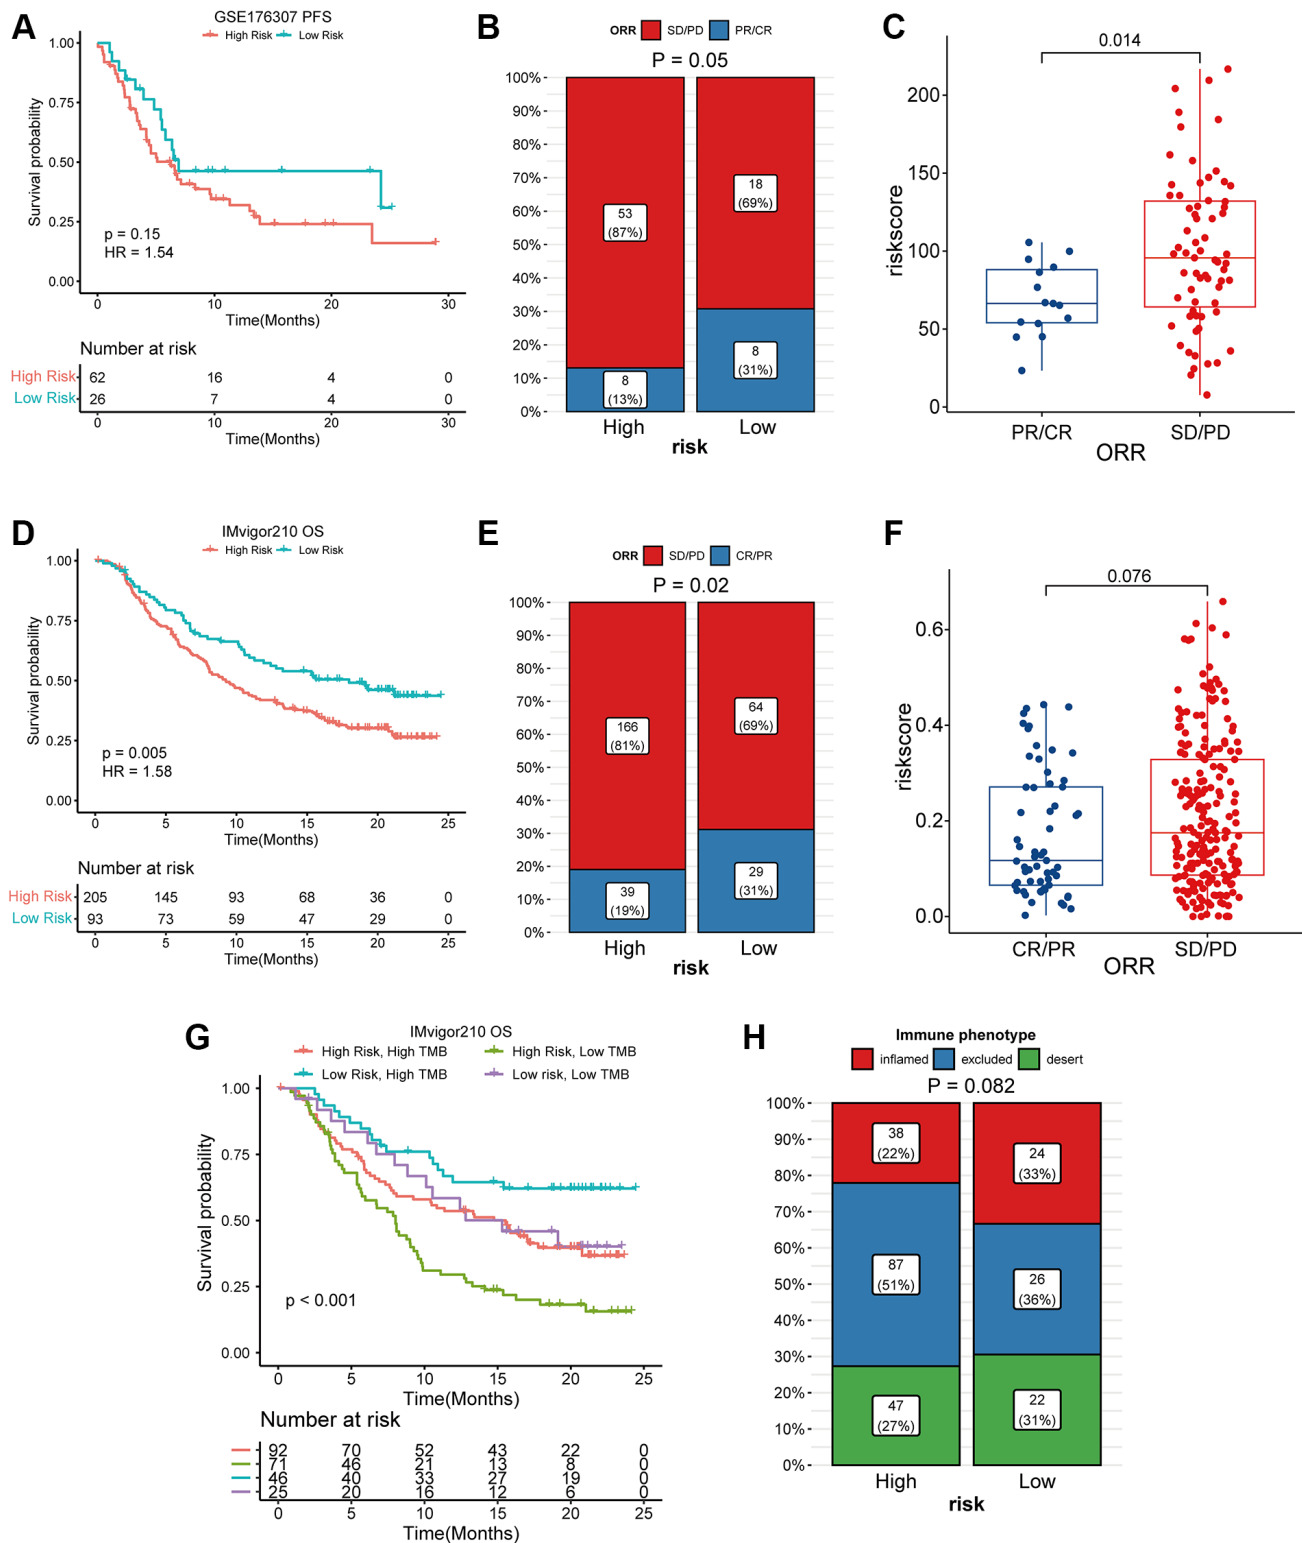 A
GSE176307 PFS
High Risk Low Risk
Survival probability
1.00
0.75
0.50
0.25
0.00
p = 0.15
HR = 1.54
0 10 20 30
Time(Months)
Number at risk
High Risk 62 16 4 0
Low Risk 26 7 4 0
0 10 20 30
Time(Months)
B
ORR SD/PD PR/CR
P = 0.05
100%
90%
80%
70%
60%
50%
40%
30%
20%
10%
0%
53
(87%)
8
(13%)
18
(69%)
8
(31%)
High Low
risk
C
0.014
riskscore
200
150
100
50
0
PR/CR SD/PD
ORR
D
IMvigor210 OS
High Risk Low Risk
Survival probability
1.00
0.75
0.50
0.25
0.00
p = 0.005
HR = 1.58
0 5 10 15 20 25
Time(Months)
Number at risk
High Risk 205 145 93 68 36 0
Low Risk 93 73 59 47 29 0
0 5 10 15 20 25
Time(Months)
E
ORR SD/PD CR/PR
P = 0.02
100%
90%
80%
70%
60%
50%
40%
30%
20%
10%
0%
166
(81%)
39
(19%)
64
(69%)
29
(31%)
High Low
risk
F
0.076
riskscore
0.6
0.4
0.2
0.0
CR/PR SD/PD
ORR
G
IMvigor210 OS
High Risk, High TMB High Risk, Low TMB
Low Risk, High TMB Low risk, Low TMB
Survival probability
1.00
0.75
0.50
0.25
0.00
p < 0.001
0 5 10 15 20 25
Time(Months)
Number at risk
92 70 52 43 22 0
71 46 21 13 8 0
46 40 33 27 19 0
25 20 16 12 6 0
0 5 10 15 20 25
Time(Months)
H
Immune phenotype
inflamed excluded desert
P = 0.082
100%
90%
80%
70%
60%
50%
40%
30%
20%
10%
0%
38
(22%)
87
(51%)
47
(27%)
24
(33%)
26
(36%)
22
(31%)
High Low
risk